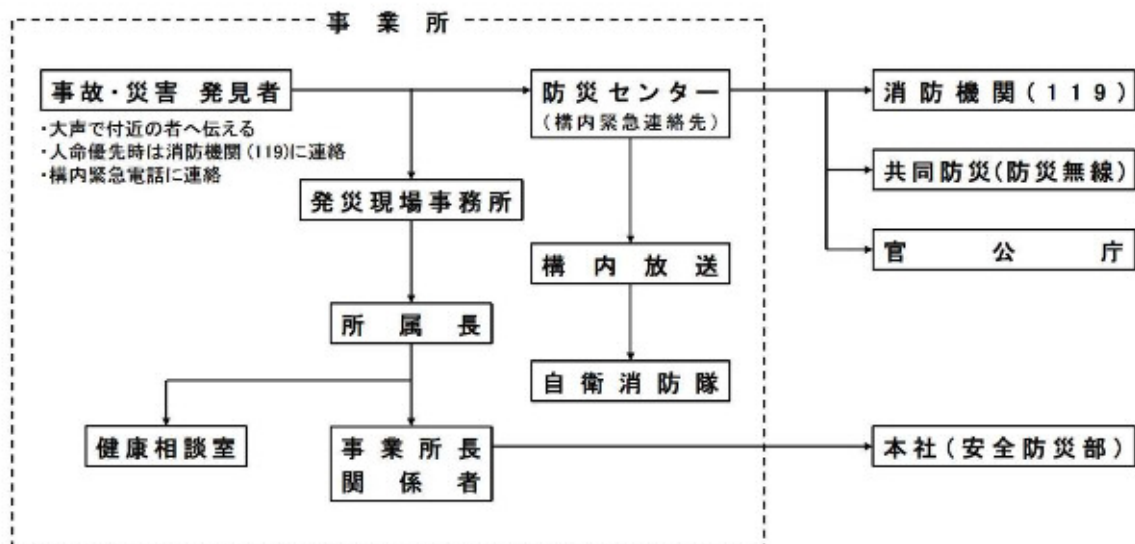 事業所
事故・災害 発見者
・大声で付近の者へ伝える
・人命優先時は消防機関(119)に連絡
・構内緊急電話に連絡
防災センター
(構内緊急連絡先)
消防機関(119)
共同防災(防災無線)
官公庁
発災現場事務所
構内放送
所属長
自衛消防隊
健康相談室
事業所長
関係者
本社(安全防災部)